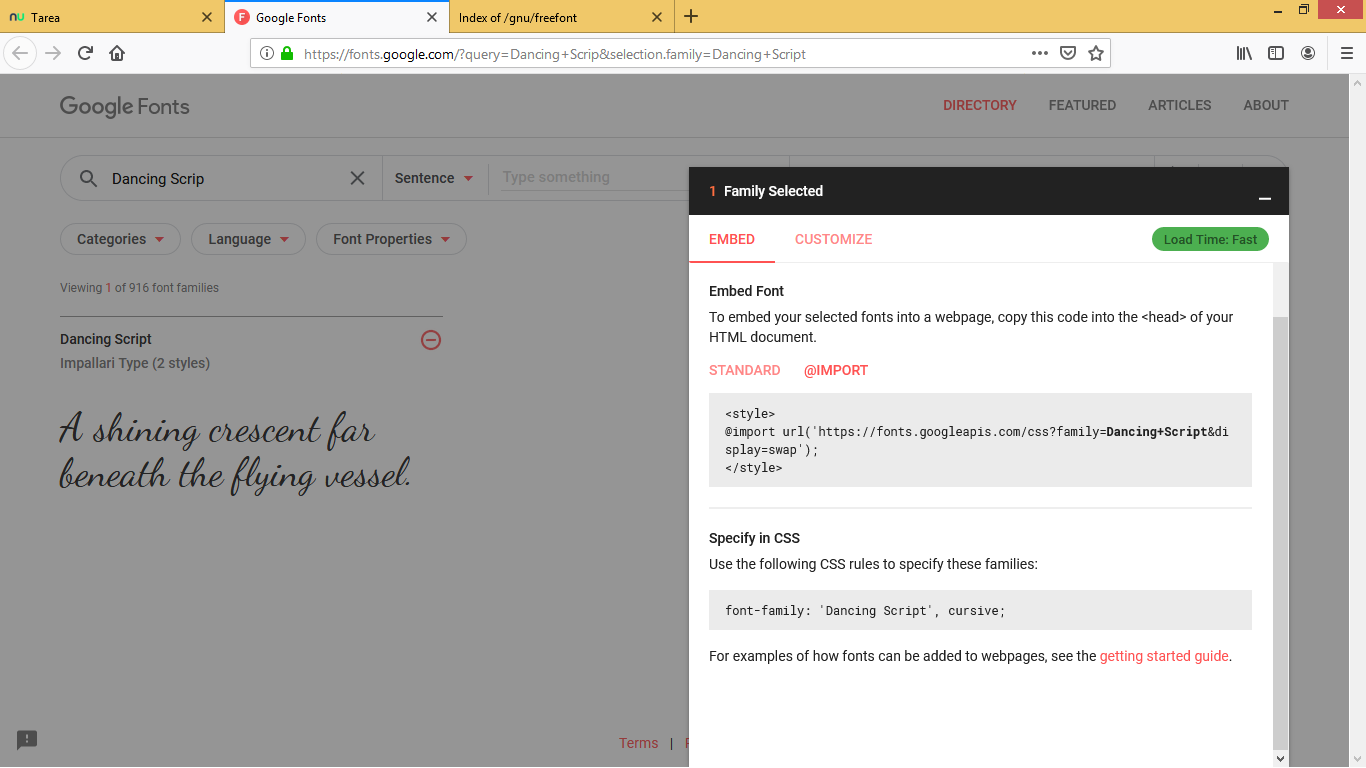 nu Tarea
F Google Fonts
Index of /gnu/freefont
https://fonts.google.com/?query=Dancing+Scrip&selection.family=Dancing+Script
Google Fonts
DIRECTORY FEATURED ARTICLES ABOUT
Dancing Scrip
Sentence
Type something
Categories
Language
Font Properties
Viewing 1 of 916 font families
Dancing Script
Impallari Type (2 styles)
A shining crescent far
beneath the flying vessel.
Terms |
1 Family Selected
EMBED CUSTOMIZE
Load Time: Fast
Embed Font
To embed your selected fonts into a webpage, copy this code into the <head> of your
HTML document.
STANDARD @IMPORT
<style>
@import url('https://fonts.googleapis.com/css?family=Dancing+Script&di
splay=swap');
</style>
Specify in CSS
Use the following CSS rules to specify these families:
font-family: 'Dancing Script', cursive;
For examples of how fonts can be added to webpages, see the getting started guide.